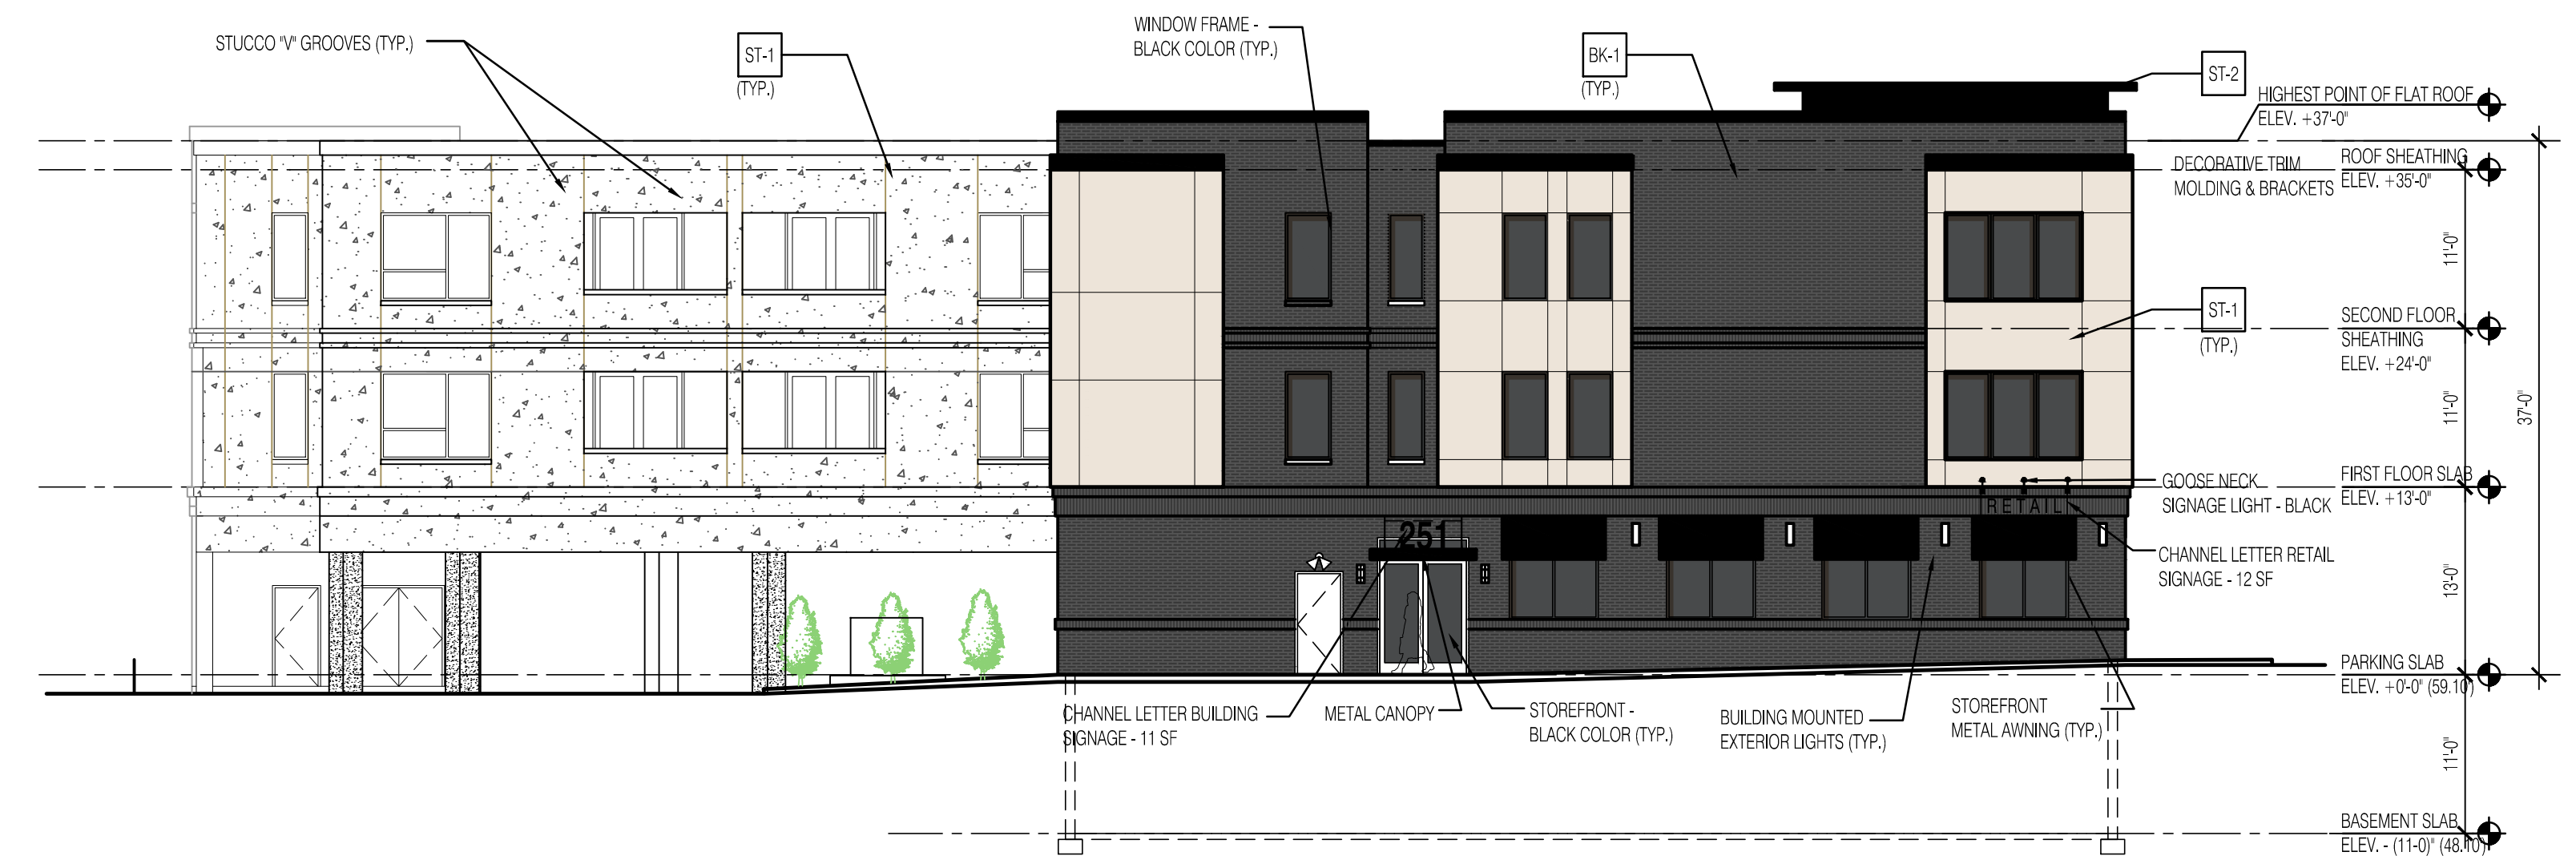 STUCCO "V" GROOVES (TYP.)
ST-1
(TYP.)
WINDOW FRAME -
BLACK COLOR (TYP.)
BK-1
(TYP.)
ST-2
HIGHEST POINT OF FLAT ROOF
ELEV. +37'-0"
DECORATIVE TRIM
MOLDING & BRACKETS
ROOF SHEATHING
ELEV. +35'-0"
11'-0"
ST-1
(TYP.)
SECOND FLOOR
SHEATHING
ELEV. +24'-0"
11'-0"
37'-0"
GOOSE NECK
SIGNAGE LIGHT - BLACK
FIRST FLOOR SLAB
ELEV. +13'-0"
RETAIL
251
CHANNEL LETTER RETAIL
SIGNAGE - 12 SF
13'-0"
PARKING SLAB
ELEV. +0'-0" (59.10)
CHANNEL LETTER BUILDING
SIGNAGE - 11 SF
METAL CANOPY
STOREFRONT -
BLACK COLOR (TYP.)
BUILDING MOUNTED
EXTERIOR LIGHTS (TYP.)
STOREFRONT
METAL AWNING (TYP.)
11'-0"
BASEMENT SLAB
ELEV. - (11-0)" (48.10)